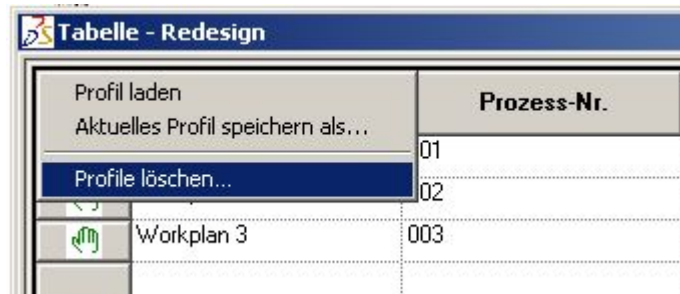 Tabelle - Redesign
Profil laden
Aktuelles Profil speichern als...
Profile löschen...
Prozess-Nr.
01
02
Workplan 3 003